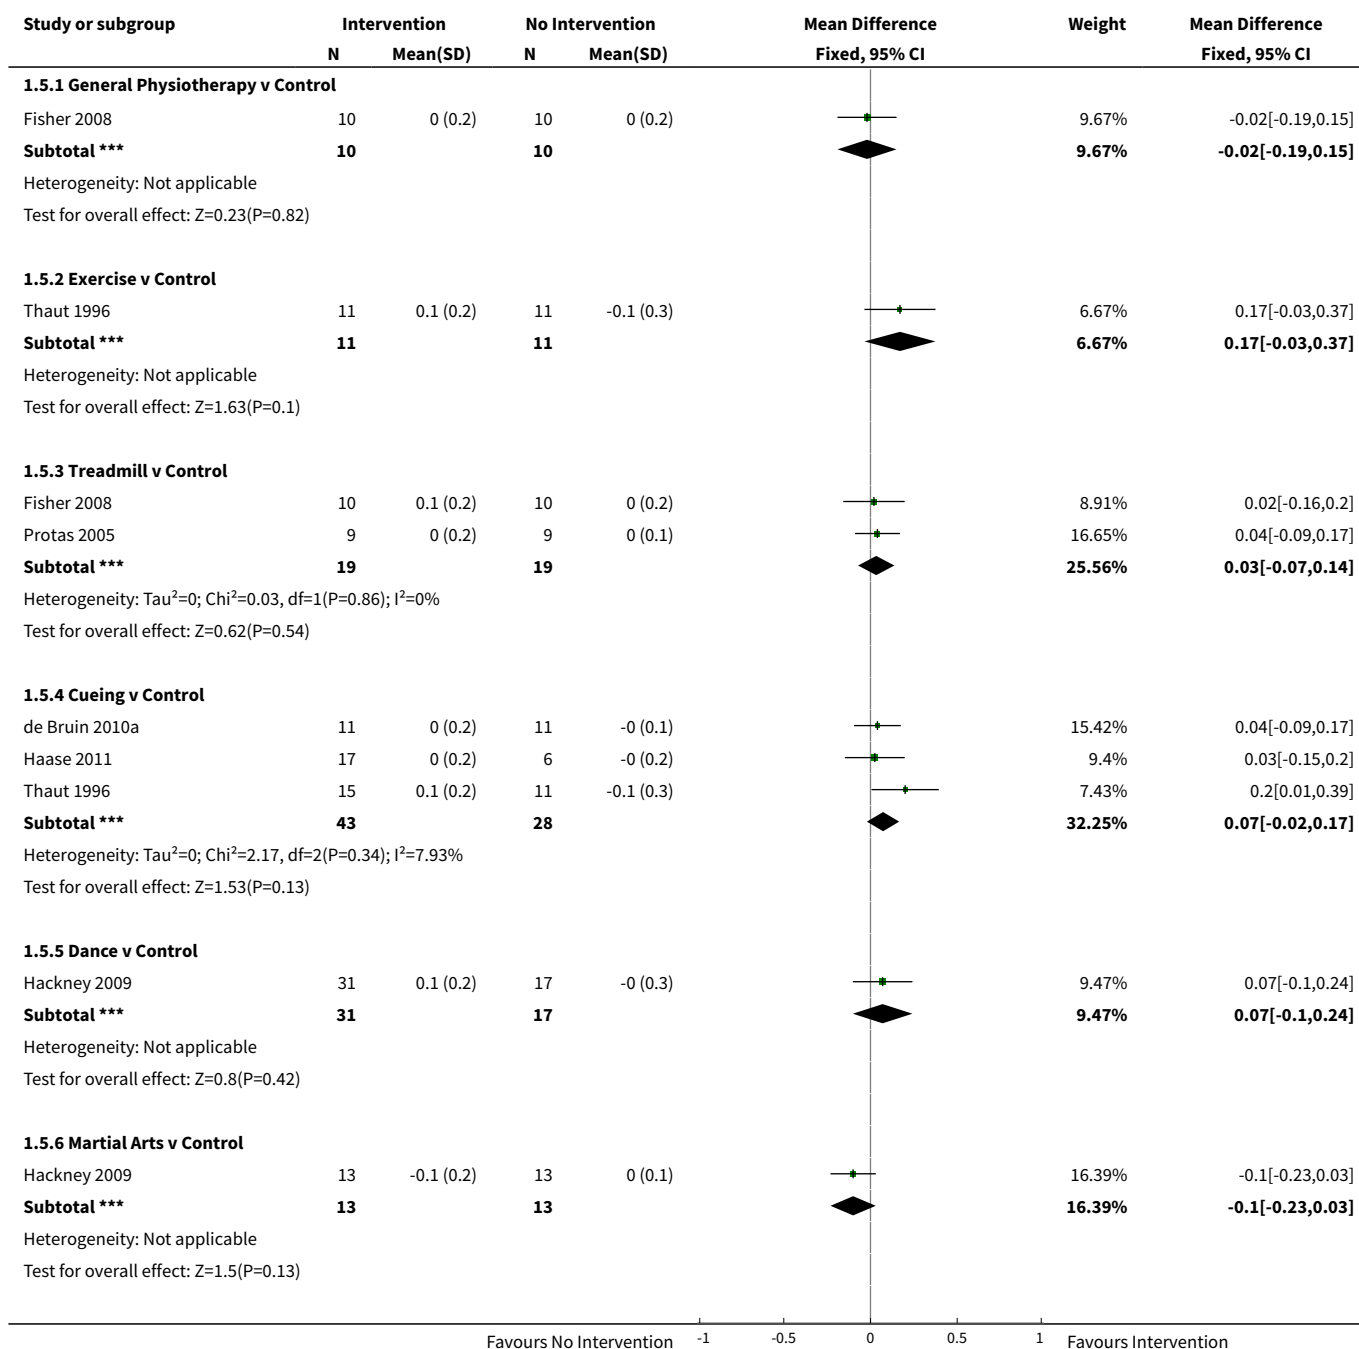 Study or subgroup Intervention No Intervention Mean Difference Weight Mean Difference
N Mean(SD) N Mean(SD) Fixed, 95% CI Fixed, 95% CI
1.5.1 General Physiotherapy v Control
Fisher 2008 10 0 (0.2) 10 0 (0.2) 9.67% -0.02[-0.19,0.15]
Subtotal *** 10 10 9.67% -0.02[-0.19,0.15]
Heterogeneity: Not applicable
Test for overall effect: Z=0.23(P=0.82)
1.5.2 Exercise v Control
Thaut 1996 11 0.1 (0.2) 11 -0.1 (0.3) 6.67% 0.17[-0.03,0.37]
Subtotal *** 11 11 6.67% 0.17[-0.03,0.37]
Heterogeneity: Not applicable
Test for overall effect: Z=1.63(P=0.1)
1.5.3 Treadmill v Control
Fisher 2008 10 0.1 (0.2) 10 0 (0.2) 8.91% 0.02[-0.16,0.2]
Protas 2005 9 0 (0.2) 9 0 (0.1) 16.65% 0.04[-0.09,0.17]
Subtotal *** 19 19 25.56% 0.03[-0.07,0.14]
Heterogeneity: Tau²=0; Chi²=0.03, df=1(P=0.86); I²=0%
Test for overall effect: Z=0.62(P=0.54)
1.5.4 Cueing v Control
de Bruin 2010a 11 0 (0.2) 11 -0 (0.1) 15.42% 0.04[-0.09,0.17]
Haase 2011 17 0 (0.2) 6 -0 (0.2) 9.4% 0.03[-0.15,0.2]
Thaut 1996 15 0.1 (0.2) 11 -0.1 (0.3) 7.43% 0.2[0.01,0.39]
Subtotal *** 43 28 32.25% 0.07[-0.02,0.17]
Heterogeneity: Tau²=0; Chi²=2.17, df=2(P=0.34); I²=7.93%
Test for overall effect: Z=1.53(P=0.13)
1.5.5 Dance v Control
Hackney 2009 31 0.1 (0.2) 17 -0 (0.3) 9.47% 0.07[-0.1,0.24]
Subtotal *** 31 17 9.47% 0.07[-0.1,0.24]
Heterogeneity: Not applicable
Test for overall effect: Z=0.8(P=0.42)
1.5.6 Martial Arts v Control
Hackney 2009 13 -0.1 (0.2) 13 0 (0.1) 16.39% -0.1[-0.23,0.03]
Subtotal *** 13 13 16.39% -0.1[-0.23,0.03]
Heterogeneity: Not applicable
Test for overall effect: Z=1.5(P=0.13)
Favours No Intervention -1 -0.5 0 0.5 1 Favours Intervention